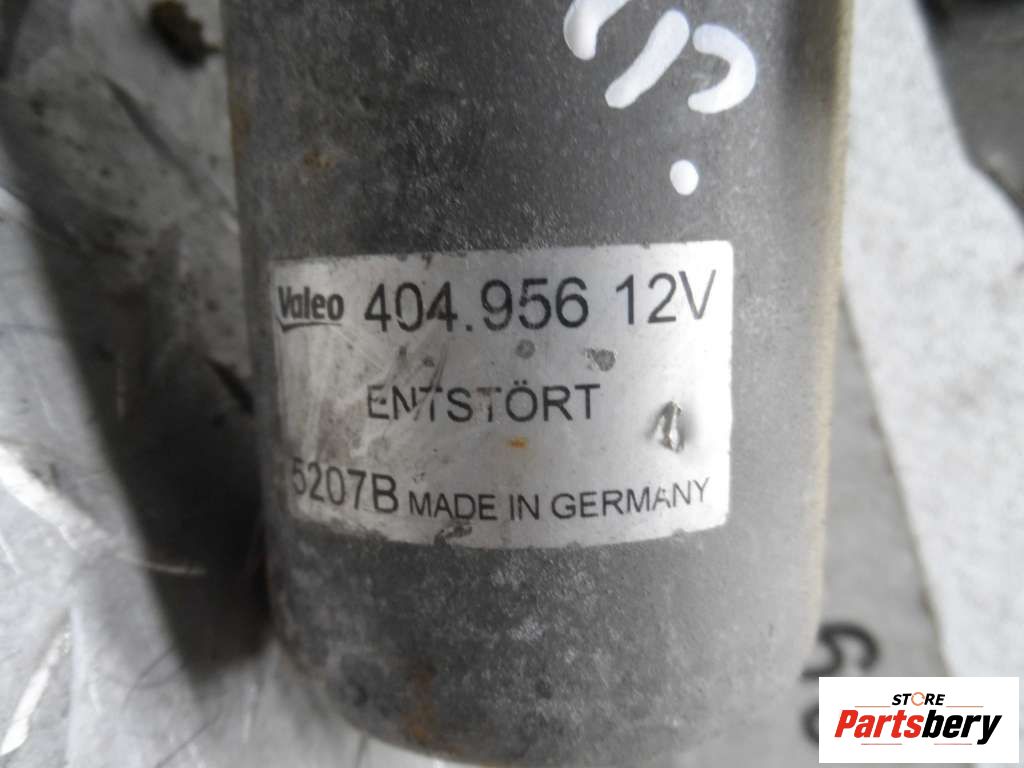 Valeo 404.956 12V
ENTSTÖRT
5207B MADE IN GERMANY
STORE
Partsbery